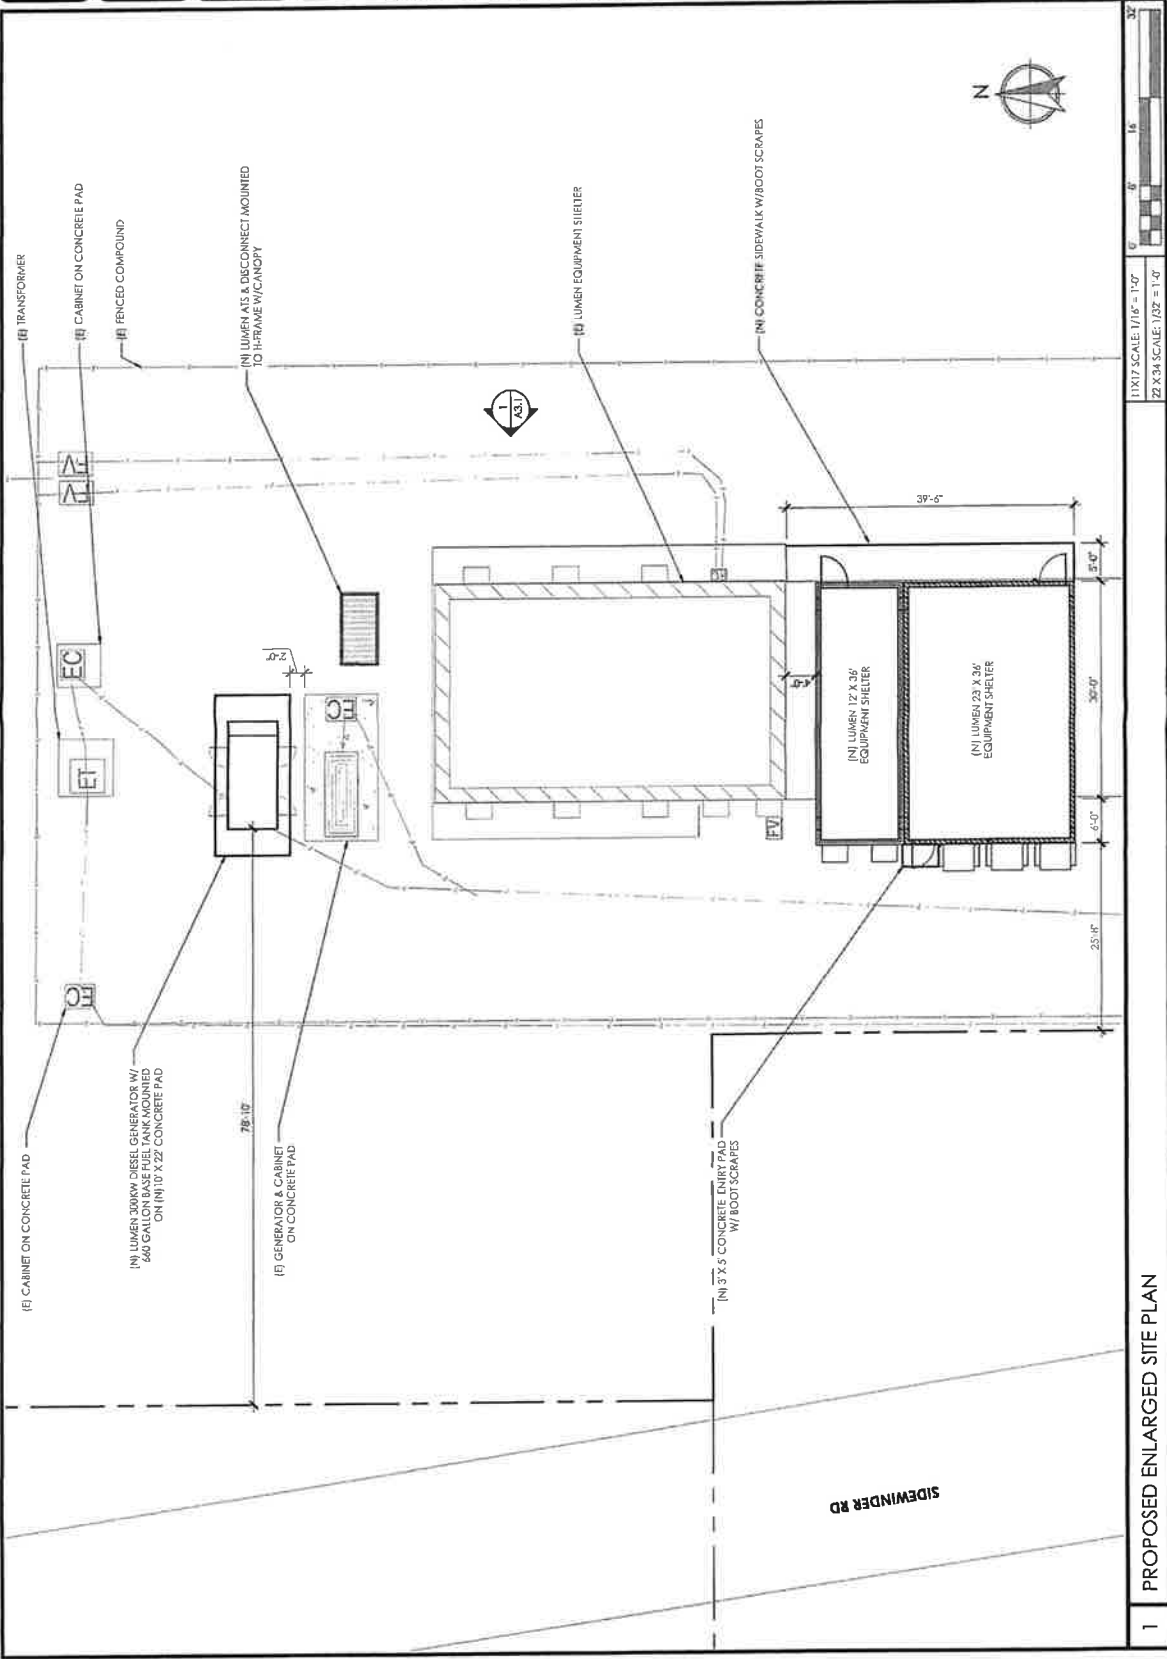 (E) TRANSFORMER
(E) CABINET ON CONCRETE PAD
(E) FENCED COMPOUND
(N) LUMEN ATS & DISCONNECT MOUNTED
TO H-FRAME W/CANOPY
(E) LUMEN EQUIPMENT SHELTER
(N) CONCRETE SIDEWALK W/BOOT SCRAPES
N
FV
FV
EC
ET
EC
EC
FV
1
A3.1
2'-0"
39'-6"
5'-0"
30'-0"
6'-0"
25'-8"
78'-10"
(N) LUMEN 12' X 36'
EQUIPMENT SHELTER
(N) LUMEN 23' X 36'
EQUIPMENT SHELTER
(E) CABINET ON CONCRETE PAD
(N) LUMEN 300KW DIESEL GENERATOR W/
660 GALLON BASE FUEL TANK MOUNTED
ON (N) 10' X 22' CONCRETE PAD
(E) GENERATOR & CABINET
ON CONCRETE PAD
(N) 3' X 5' CONCRETE ENTRY PAD
W/ BOOT SCRAPES
SIDEWINDER RD
1
PROPOSED ENLARGED SITE PLAN
11X17 SCALE: 1/16" = 1'-0"
22 X 34 SCALE: 1/32" = 1'-0"
0' 16' 32'